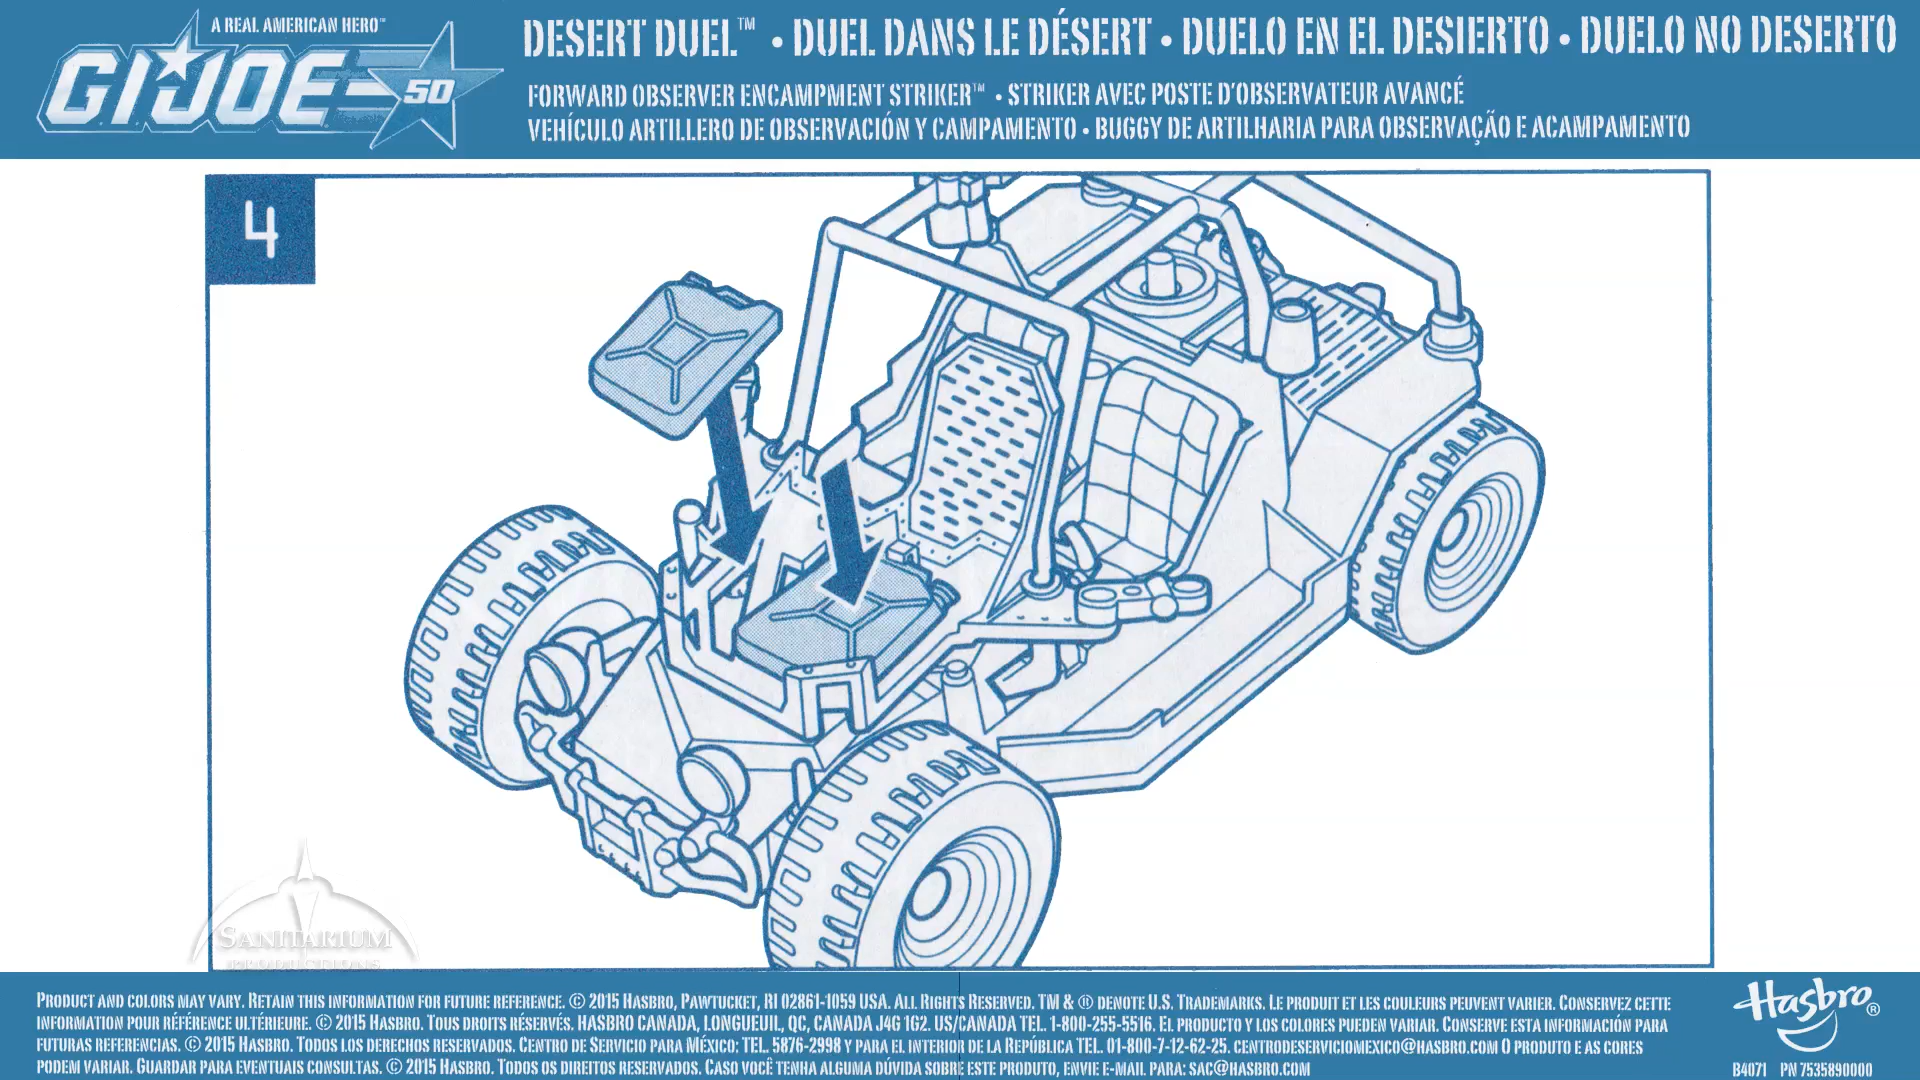 A REAL AMERICAN HERO™
GI JOE 50
DESERT DUEL™ • DUEL DANS LE DÉSERT • DUELO EN EL DESIERTO • DUELO NO DESERTO
FORWARD OBSERVER ENCAMPMENT STRIKER™ • STRIKER AVEC POSTE D'OBSERVATEUR AVANCÉ
VEHÍCULO ARTILLERO DE OBSERVACIÓN Y CAMPAMENTO • BUGGY DE ARTILHARIA PARA OBSERVAÇÃO E ACAMPAMENTO
4
SANITARIUM
PRODUCTIONS
PRODUCT AND COLORS MAY VARY. RETAIN THIS INFORMATION FOR FUTURE REFERENCE. © 2015 HASBRO, PAWTUCKET, RI 02861-1059 USA. ALL RIGHTS RESERVED. TM & ® DENOTE U.S. TRADEMARKS. LE PRODUIT ET LES COULEURS PEUVENT VARIER. CONSERVEZ CETTE
INFORMATION POUR RÉFÉRENCE ULTÉRIEURE. © 2015 HASBRO. TOUS DROITS RÉSERVÉS. HASBRO CANADA, LONGUEUIL, QC, CANADA J4G 1G2. US/CANADA TEL. 1-800-255-5516. EL PRODUCTO Y LOS COLORES PUEDEN VARIAR. CONSERVE ESTA INFORMACIÓN PARA
FUTURAS REFERENCIAS. © 2015 HASBRO. TODOS LOS DERECHOS RESERVADOS. CENTRO DE SERVICIO PARA MÉXICO: TEL. 5876-2998 Y PARA EL INTERIOR DE LA REPÚBLICA TEL. 01-800-7-12-62-25. CENTRODESERVICIOMEXICO@HASBRO.COM O PRODUTO E AS CORES
PODEM VARIAR. GUARDAR PARA EVENTUAIS CONSULTAS. © 2015 HASBRO. TODOS OS DIREITOS RESERVADOS. CASO VOCÊ TENHA ALGUMA DÚVIDA SOBRE ESTE PRODUTO, ENVIE E-MAIL PARA: SAC@HASBRO.COM
Hasbro®
B4071 PN 7535890000